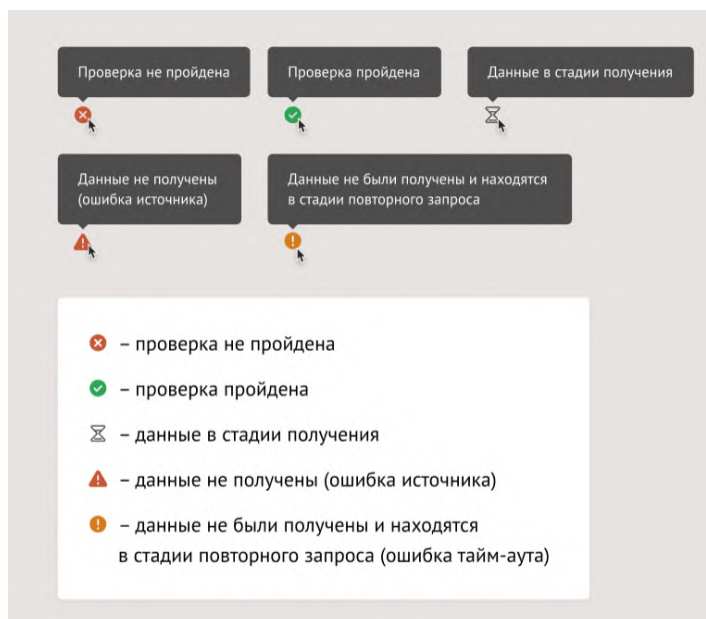 Проверка не пройдена
Проверка пройдена
Данные в стадии получения
Данные не получены
(ошибка источника)
Данные не были получены и находятся
в стадии повторного запроса
– проверка не пройдена
– проверка пройдена
– данные в стадии получения
– данные не получены (ошибка источника)
– данные не были получены и находятся
в стадии повторного запроса (ошибка тайм-аута)